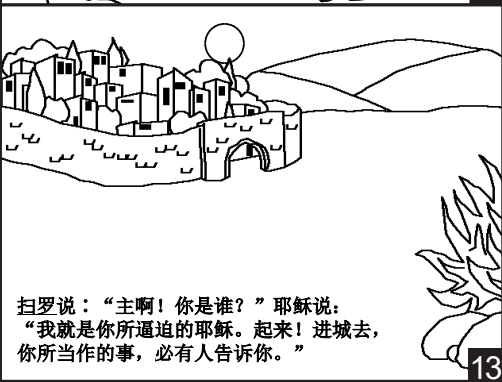 扫罗说：“主啊！你是谁？”耶稣说：
“我就是你所逼迫的耶稣。起来！进城去，
你所当作的事，必有人告诉你。”
13